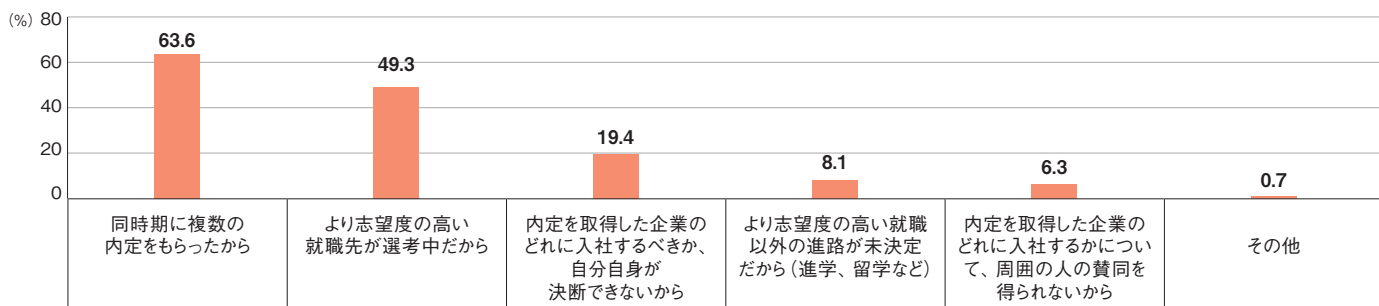 (%)
80
60
40
20
0
63.6
49.3
19.4
8.1
6.3
0.7
同時期に複数の
内定をもらったから
より志望度の高い
就職先が選考中だから
内定を取得した企業の
どれに入社するべきか、
自分自身が
決断できないから
より志望度の高い就職
以外の進路が未決定
だから（進学、留学など）
内定を取得した企業の
どれに入社するかについ
て、周囲の人の賛同を
得られないから
その他